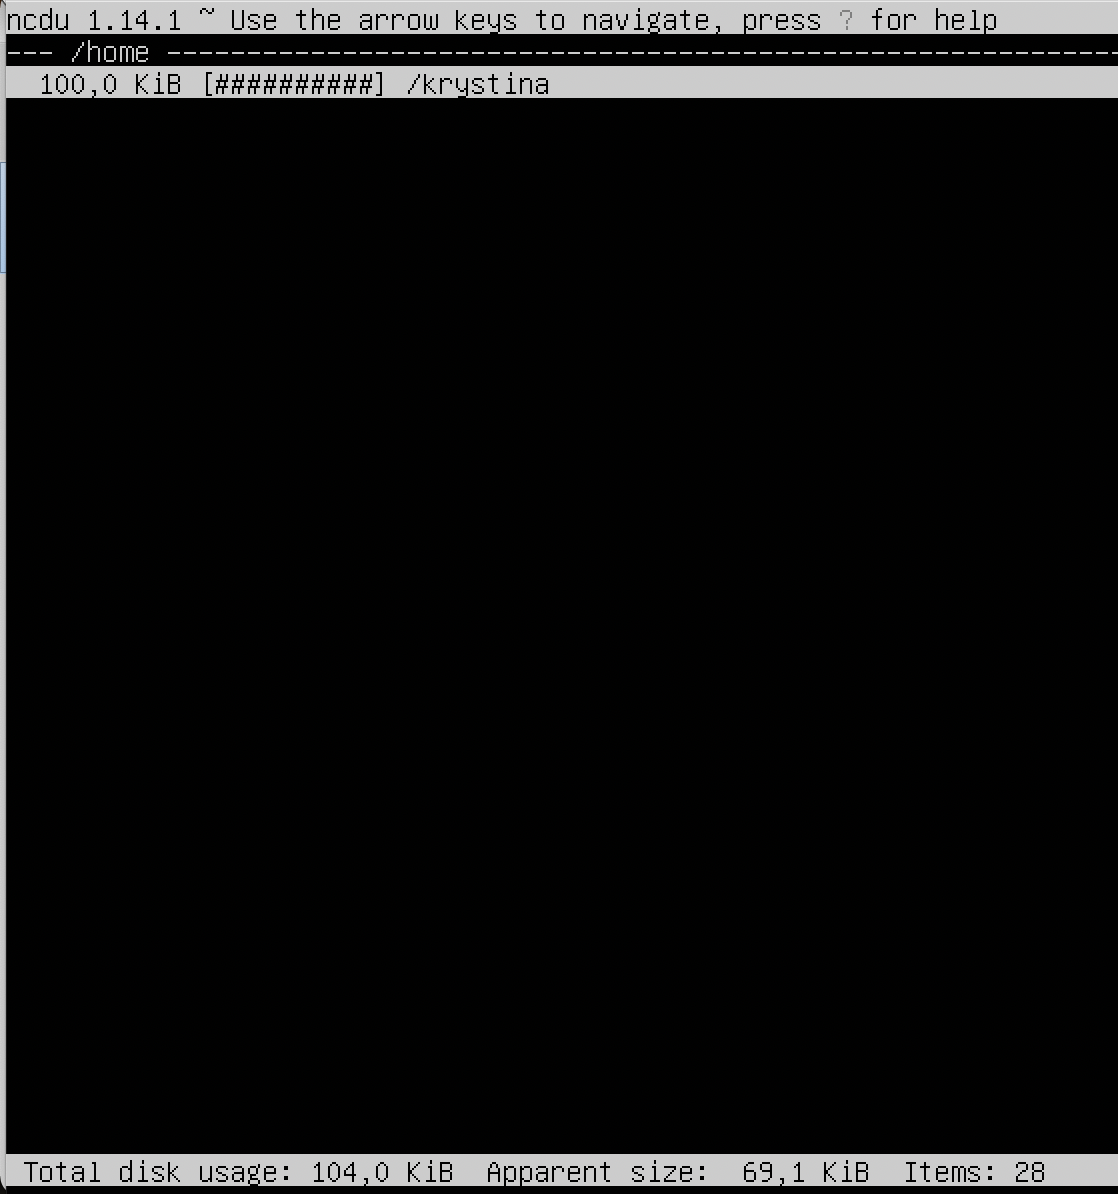 ncdu 1.14.1 ~ Use the arrow keys to navigate, press ? for help
--- /home ------------------------------------------------------------
100,0 KiB [##########] /krystina
Total disk usage: 104,0 KiB  Apparent size:  69,1 KiB  Items: 28